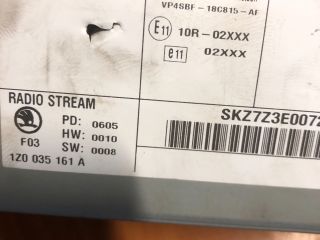 VP4SBF-18C815-AF
E11 10R-02XXX
e11 02XXX
RADIO STREAM
SKZ7Z3E0072
PD: 0605
F03 HW: 0010
SW: 0008
1Z0 035 161 A